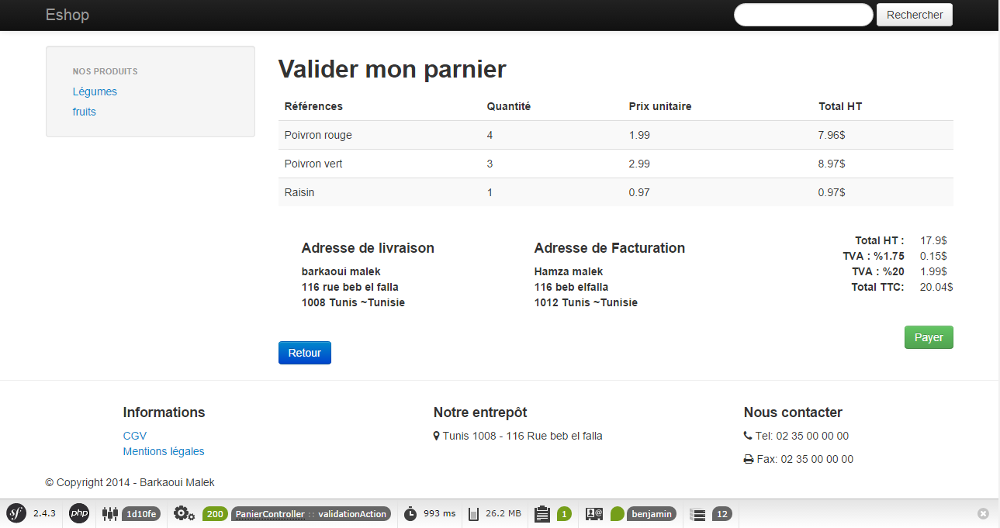 Eshop
Rechercher
NOS PRODUITS
Légumes
fruits
Valider mon parnier
Références Quantité Prix unitaire Total HT
Poivron rouge 4 1.99 7.96$
Poivron vert 3 2.99 8.97$
Raisin 1 0.97 0.97$
Adresse de livraison
barkaoui malek
116 rue beb el falla
1008 Tunis ~Tunisie
Adresse de Facturation
Hamza malek
116 beb elfalla
1012 Tunis ~Tunisie
Total HT : 17.9$
TVA : %1.75 0.15$
TVA : %20 1.99$
Total TTC: 20.04$
Payer
Retour
Informations
CGV
Mentions légales
Notre entrepôt
Tunis 1008 - 116 Rue beb el falla
Nous contacter
Tel: 02 35 00 00 00
Fax: 02 35 00 00 00
© Copyright 2014 - Barkaoui Malek
sf 2.4.3 php 1d10fe 200 PanierController :: validationAction 993 ms 26.2 MB 1 benjamin 12